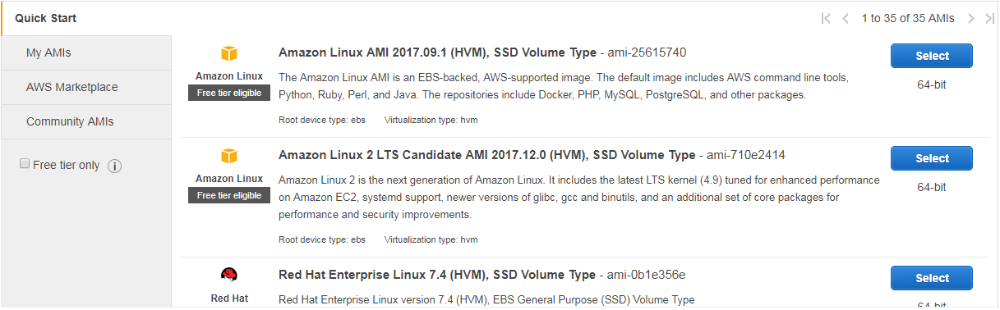 Quick Start
1 to 35 of 35 AMIs
My AMIs
AWS Marketplace
Community AMIs
Free tier only
Amazon Linux
Free tier eligible
Amazon Linux AMI 2017.09.1 (HVM), SSD Volume Type - ami-25615740
The Amazon Linux AMI is an EBS-backed, AWS-supported image. The default image includes AWS command line tools,
Python, Ruby, Perl, and Java. The repositories include Docker, PHP, MySQL, PostgreSQL, and other packages.
Root device type: ebs Virtualization type: hvm
Select
64-bit
Amazon Linux
Free tier eligible
Amazon Linux 2 LTS Candidate AMI 2017.12.0 (HVM), SSD Volume Type - ami-710e2414
Amazon Linux 2 is the next generation of Amazon Linux. It includes the latest LTS kernel (4.9) tuned for enhanced performance
on Amazon EC2, systemd support, newer versions of glibc, gcc and binutils, and an additional set of core packages for
performance and security improvements.
Root device type: ebs Virtualization type: hvm
Select
64-bit
Red Hat
Red Hat Enterprise Linux 7.4 (HVM), SSD Volume Type - ami-0b1e356e
Red Hat Enterprise Linux version 7.4 (HVM), EBS General Purpose (SSD) Volume Type
Select
64-bit